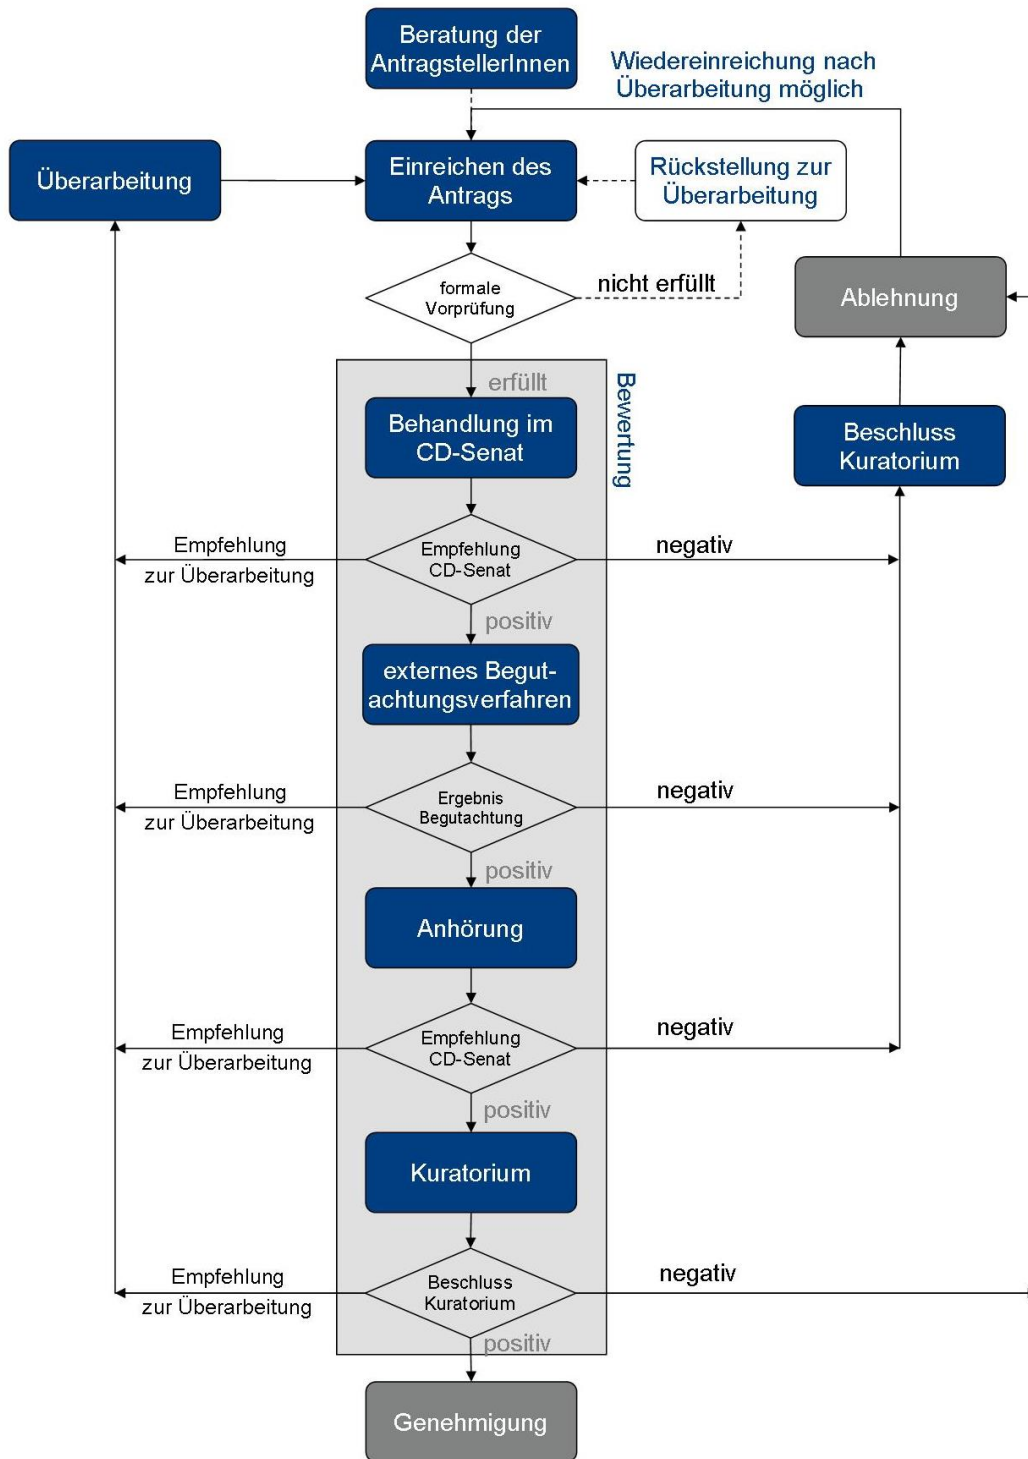 Beratung der
AntragstellerInnen
Wiedereinreichung nach
Überarbeitung möglich
Überarbeitung
Einreichen des
Antrags
Rückstellung zur
Überarbeitung
formale
Vorprüfung
nicht erfüllt
Ablehnung
erfüllt
Bewertung
Behandlung im
CD-Senat
Beschluss
Kuratorium
Empfehlung
zur Überarbeitung
Empfehlung
CD-Senat
negativ
positiv
externes Begut-
achtungsverfahren
Empfehlung
zur Überarbeitung
Ergebnis
Begutachtung
negativ
positiv
Anhörung
Empfehlung
zur Überarbeitung
Empfehlung
CD-Senat
negativ
positiv
Kuratorium
Empfehlung
zur Überarbeitung
Beschluss
Kuratorium
negativ
positiv
Genehmigung